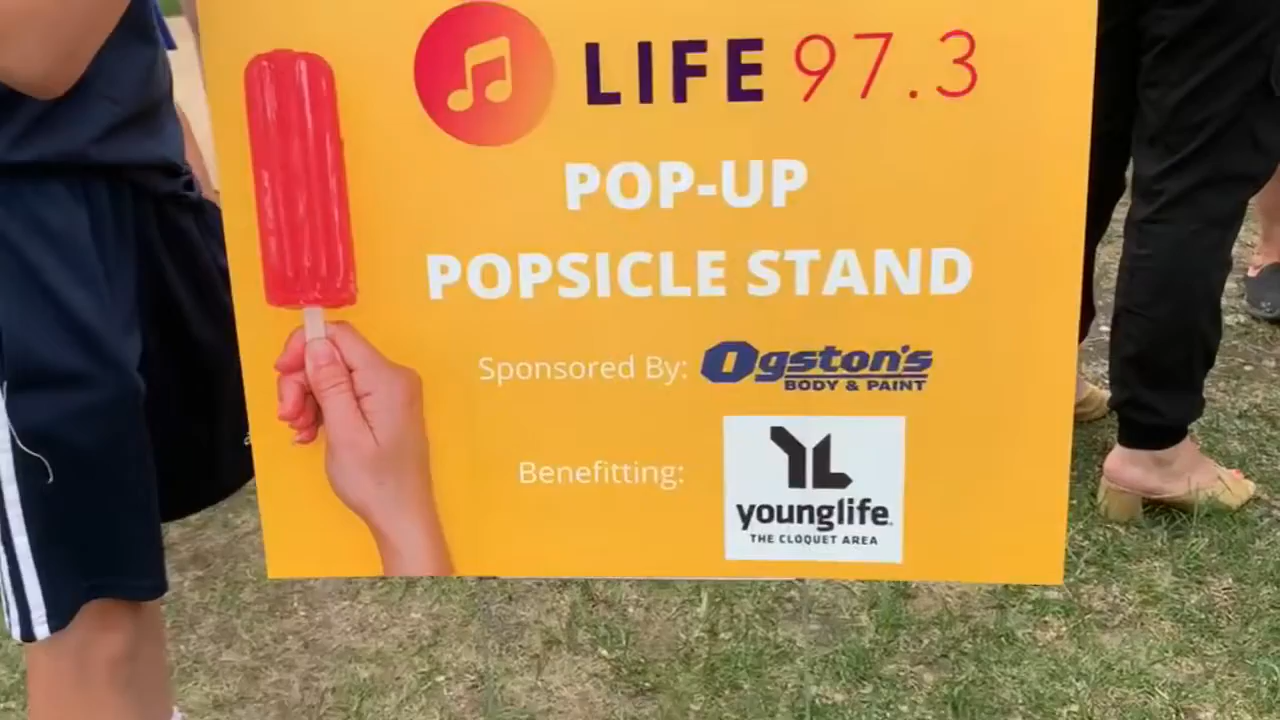 LIFE 97.3
POP-UP
POPSICLE STAND
Sponsored By: Ogston's
BODY & PAINT
Benefitting:
YL
younglife.
THE CLOQUET AREA